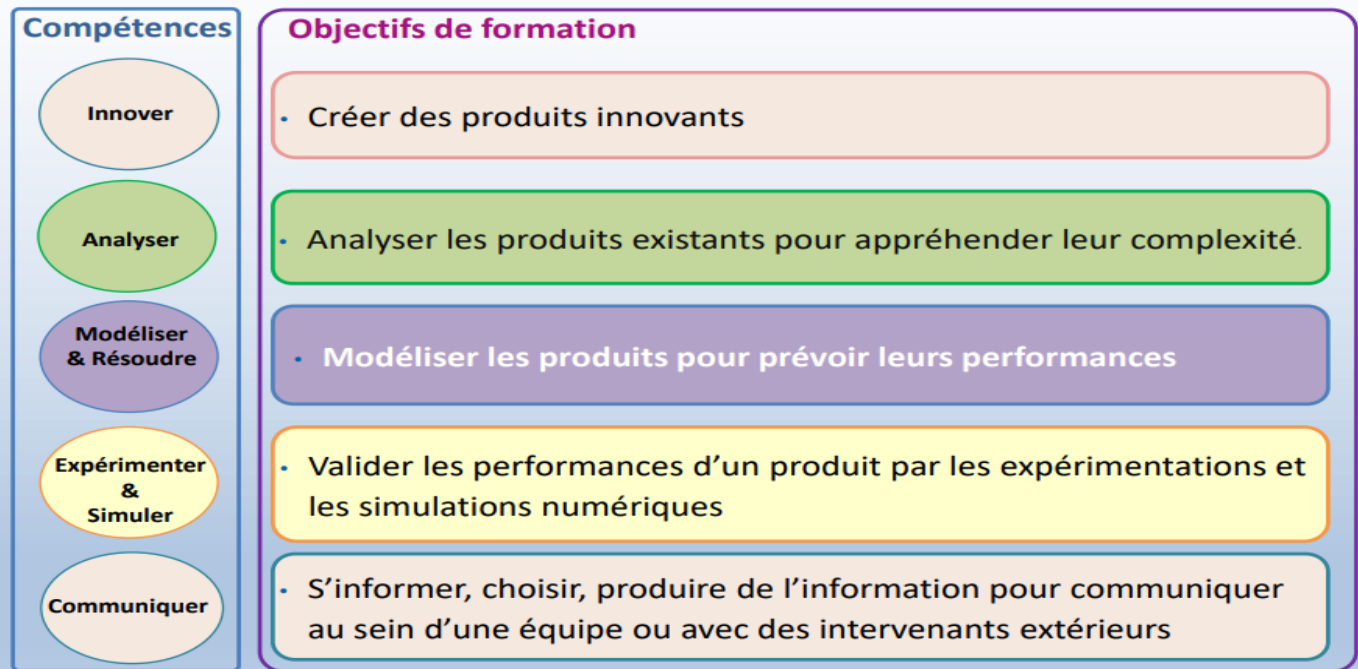 Compétences
Objectifs de formation
Innover
• Créer des produits innovants
Analyser
• Analyser les produits existants pour appréhender leur complexité.
Modéliser
& Résoudre
• Modéliser les produits pour prévoir leurs performances
Expérimenter
&
Simuler
• Valider les performances d’un produit par les expérimentations et
les simulations numériques
Communiquer
• S’informer, choisir, produire de l’information pour communiquer
au sein d’une équipe ou avec des intervenants extérieurs